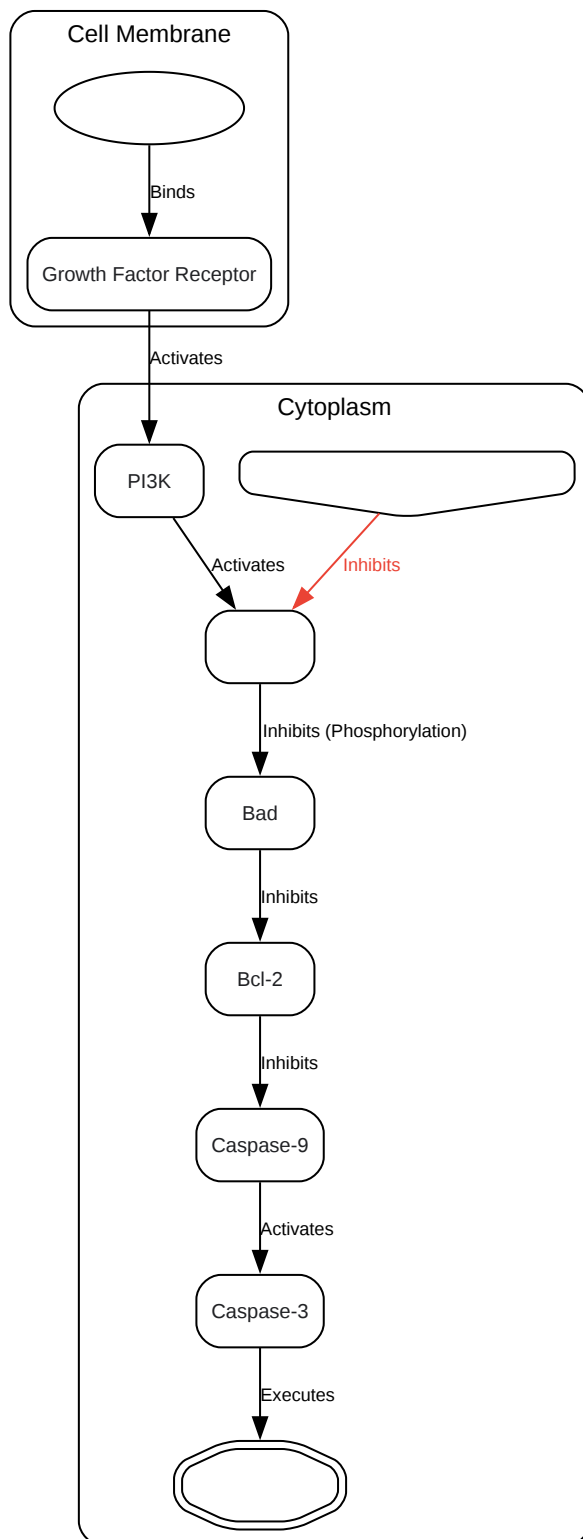 Cell Membrane
Binds
Growth Factor Receptor
Activates
Cytoplasm
PI3K
Activates
Inhibits
Inhibits (Phosphorylation)
Bad
Inhibits
Bcl-2
Inhibits
Caspase-9
Activates
Caspase-3
Executes